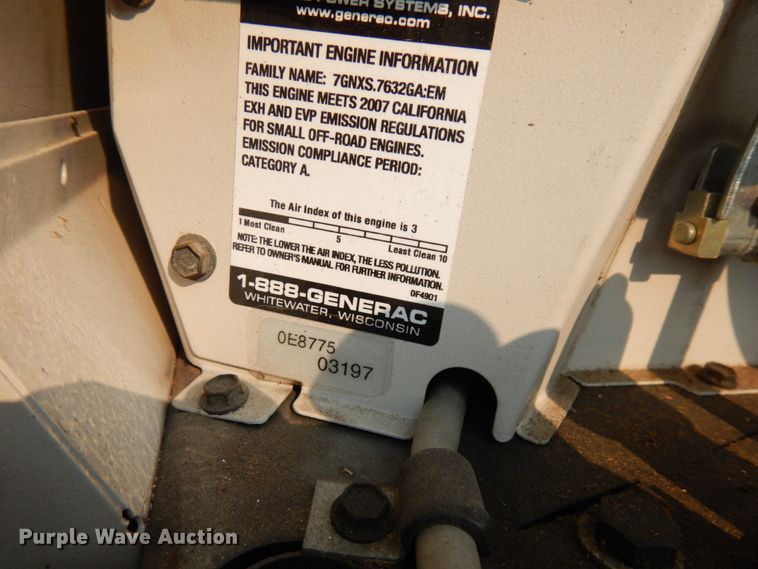 POWER SYSTEMS, INC.
www.generac.com
IMPORTANT ENGINE INFORMATION
FAMILY NAME: 7GNXS.7632GA:EM
THIS ENGINE MEETS 2007 CALIFORNIA
EXH AND EVP EMISSION REGULATIONS
FOR SMALL OFF-ROAD ENGINES.
EMISSION COMPLIANCE PERIOD:
CATEGORY A.
The Air Index of this engine is 3
1 Most Clean 5 Least Clean 10
NOTE: THE LOWER THE AIR INDEX, THE LESS POLLUTION.
REFER TO OWNER'S MANUAL FOR FURTHER INFORMATION.
0F4901
1-888-GENERAC
WHITEWATER, WISCONSIN
0E8775
03197
Purple Wave Auction